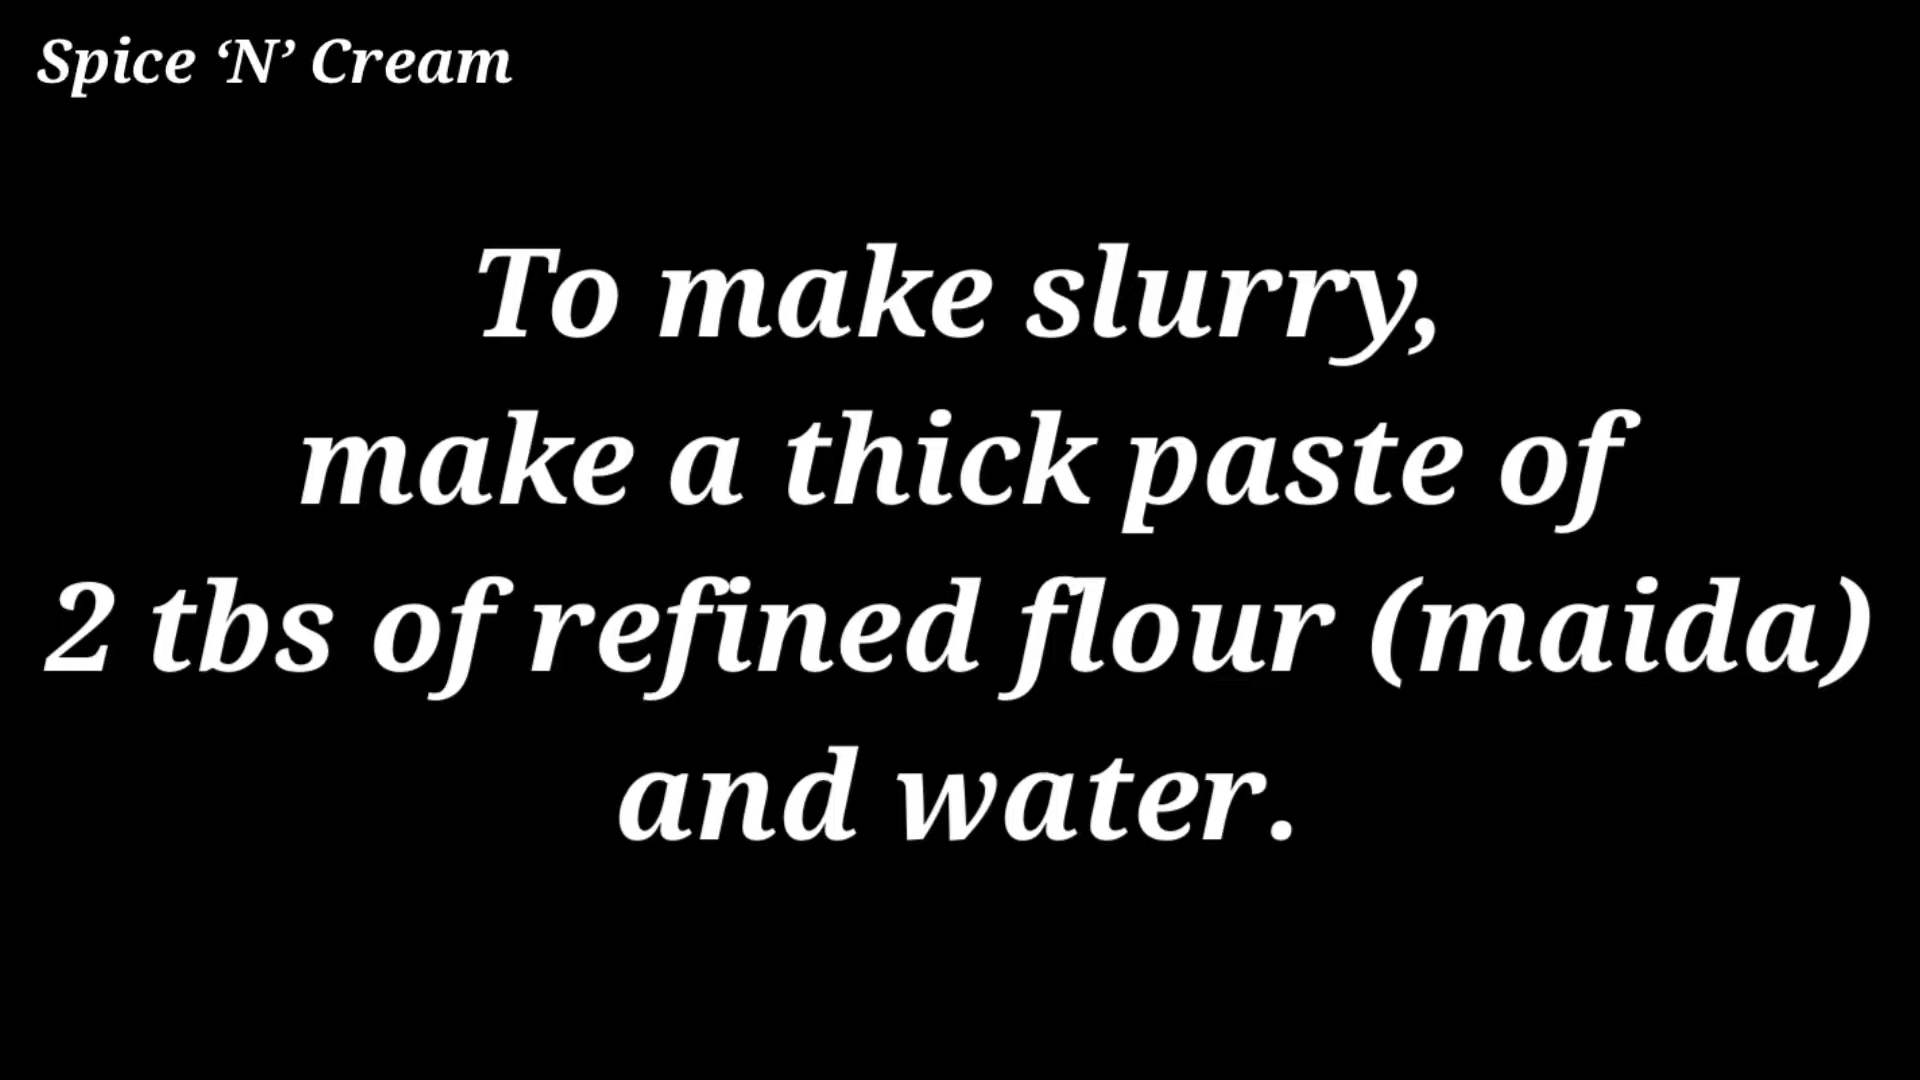 Spice ‘N’ Cream
To make slurry,
make a thick paste of
2 tbs of refined flour (maida)
and water.